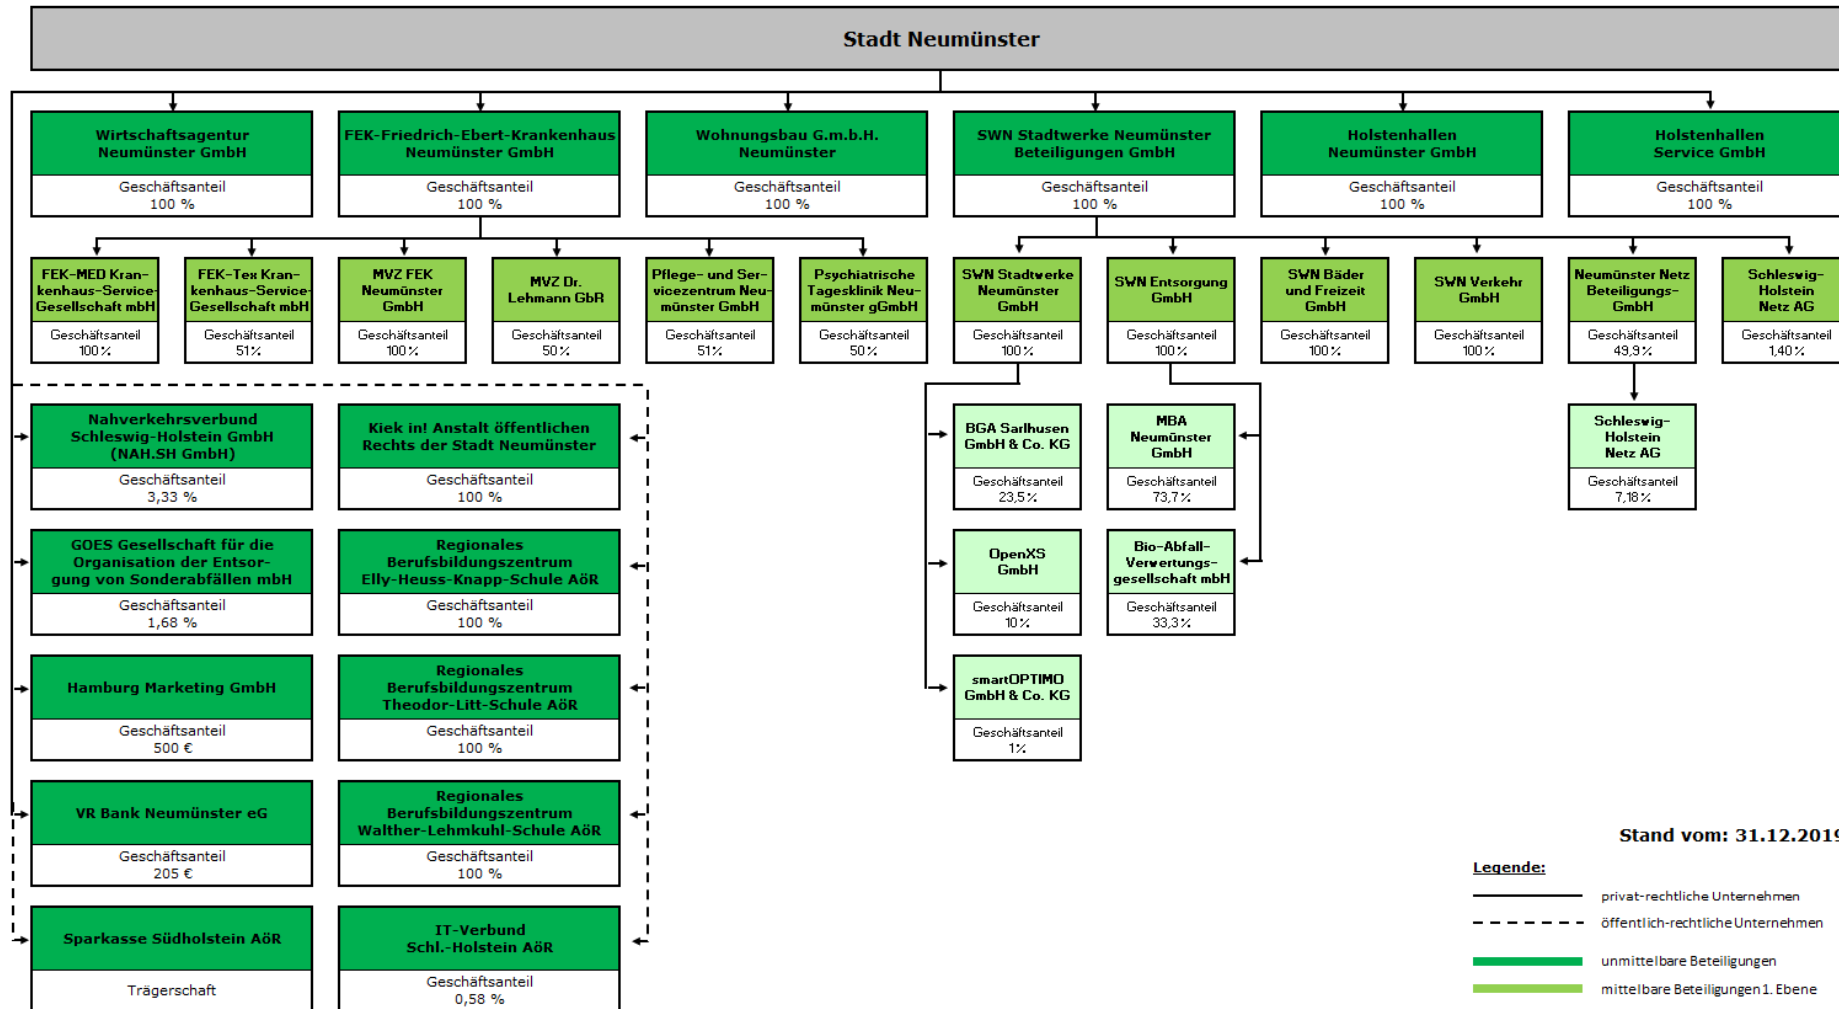 Stadt Neumünster
Wirtschaftsagentur
Neumünster GmbH
Geschäftsanteil
100 %
FEK-Friedrich-Ebert-Krankenhaus
Neumünster GmbH
Geschäftsanteil
100 %
Wohnungsbau G.m.b.H.
Neumünster
Geschäftsanteil
100 %
SWN Stadtwerke Neumünster
Beteiligungen GmbH
Geschäftsanteil
100 %
Holstenhallen
Neumünster GmbH
Geschäftsanteil
100 %
Holstenhallen
Service GmbH
Geschäftsanteil
100 %
FEK-MED Kran-
kenhaus-Service-
Gesellschaft mbH
Geschäftsanteil
100%
FEK-Tex Kran-
kenhaus-Service-
Gesellschaft mbH
Geschäftsanteil
51%
MVZ FEK
Neumünster
GmbH
Geschäftsanteil
100%
MVZ Dr.
Lehmann GbR
Geschäftsanteil
50%
Pflege- und Ser-
vicezentrum Neu-
münster GmbH
Geschäftsanteil
51%
Psychiatrische
Tagesklinik Neu-
münster gGmbH
Geschäftsanteil
50%
SWN Stadtwerke
Neumünster
GmbH
Geschäftsanteil
100%
SWN Entsorgung
GmbH
Geschäftsanteil
100%
SWN Bäder
und Freizeit
GmbH
Geschäftsanteil
100%
SWN Verkehr
GmbH
Geschäftsanteil
100%
Neumünster Netz
Beteiligungs-
GmbH
Geschäftsanteil
49,9%
Schleswig-
Holstein
Netz AG
Geschäftsanteil
1,40%
Nahverkehrsverbund
Schleswig-Holstein GmbH
(NAH.SH GmbH)
Geschäftsanteil
3,33 %
Kiek in! Anstalt öffentlichen
Rechts der Stadt Neumünster
Geschäftsanteil
100 %
BGA Sarlhusen
GmbH & Co. KG
Geschäftsanteil
23,5%
MBA
Neumünster
GmbH
Geschäftsanteil
73,7%
Schleswig-
Holstein
Netz AG
Geschäftsanteil
7,18%
GOES Gesellschaft für die
Organisation der Entsor-
gung von Sonderabfällen mbH
Geschäftsanteil
1,68 %
Regionales
Berufsbildungszentrum
Elly-Heuss-Knapp-Schule AöR
Geschäftsanteil
100 %
OpenXS
GmbH
Geschäftsanteil
10%
Bio-Abfall-
Verwertungs-
gesellschaft mbH
Geschäftsanteil
33,3%
Hamburg Marketing GmbH
Geschäftsanteil
500 €
Regionales
Berufsbildungszentrum
Theodor-Litt-Schule AöR
Geschäftsanteil
100 %
smartOPTIMO
GmbH & Co. KG
Geschäftsanteil
1%
VR Bank Neumünster eG
Geschäftsanteil
205 €
Regionales
Berufsbildungszentrum
Walther-Lehmkuhl-Schule AöR
Geschäftsanteil
100 %
Sparkasse Südholstein AöR
Trägerschaft
IT-Verbund
Schl.-Holstein AöR
Geschäftsanteil
0,58 %
Stand vom: 31.12.2019
Legende:
privat-rechtliche Unternehmen
öffentlich-rechtliche Unternehmen
unmittelbare Beteiligungen
mittelbare Beteiligungen 1. Ebene